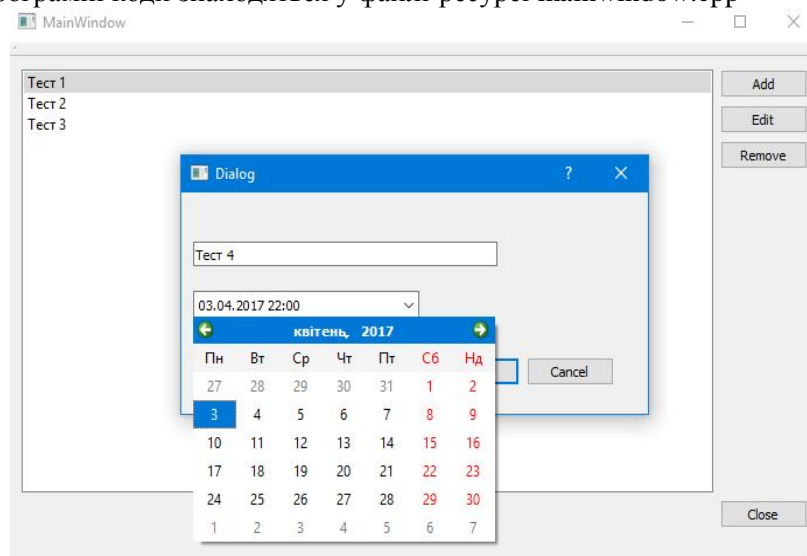 MainWindow
Тест 1
Тест 2
Тест 3
Add
Edit
Remove
Dialog
?
Тест 4
03.04.2017 22:00
квітень, 2017
Пн Вт Ср Чт Пт Сб Нд
27 28 29 30 31 1 2
3 4 5 6 7 8 9
10 11 12 13 14 15 16
17 18 19 20 21 22 23
24 25 26 27 28 29 30
1 2 3 4 5 6 7
Cancel
Close